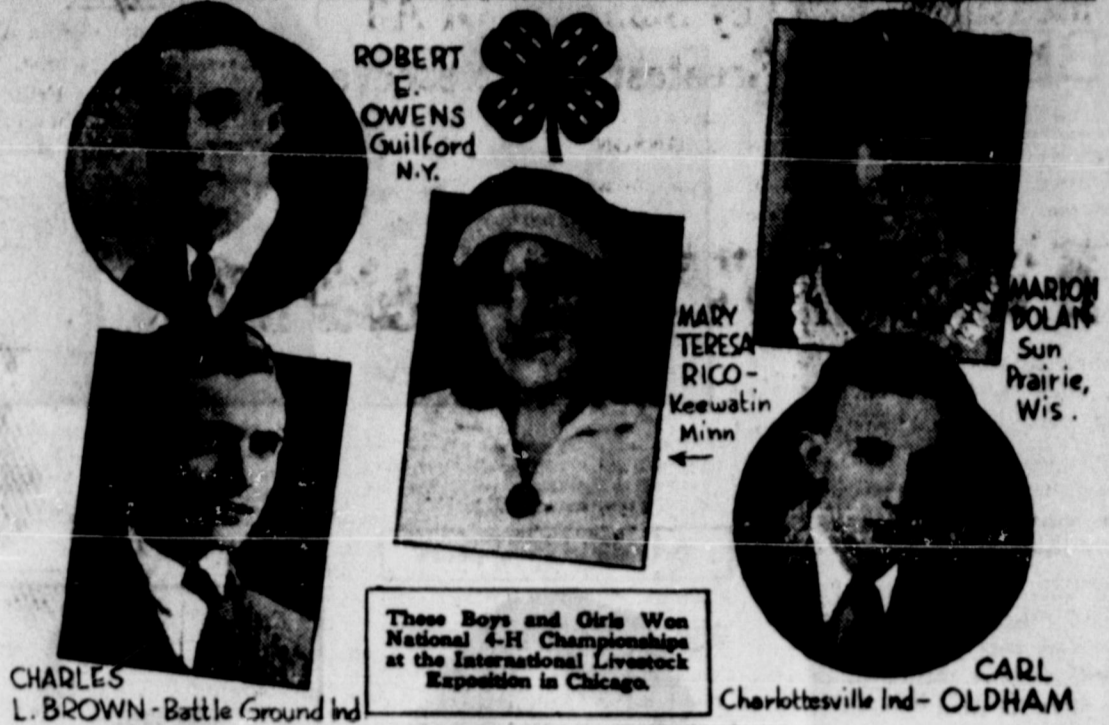 ROBERT
E.
OWENS
Guilford
N.Y.
MARY
TERESA
RICO-
Keewatin
Minn
MARION
DOLAN
Sun
Prairie,
Wis.
CHARLES
L. BROWN - Battle Ground Ind
These Boys and Girls Won
National 4-H Championships
at the International Livestock
Exposition in Chicago.
CARL
Charlottesville Ind- OLDHAM